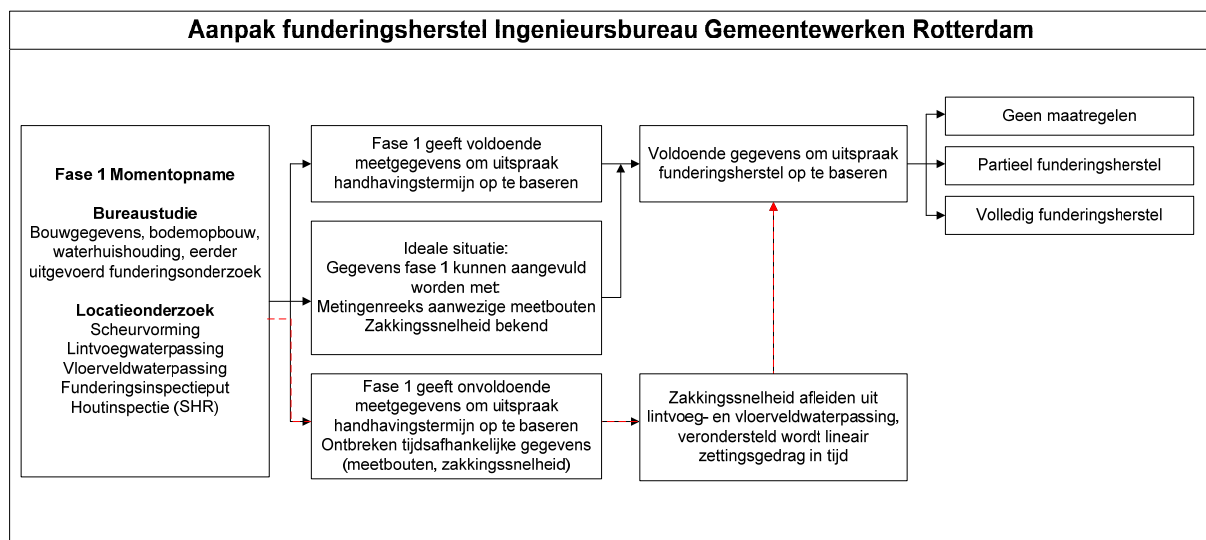 Aanpak funderingsherstel Ingenieursbureau Gemeentewerken Rotterdam
Fase 1 Momentopname
Bureaustudie
Bouwgegevens, bodemopbouw,
waterhuishouding, eerder
uitgevoerd funderingsonderzoek
Locatieonderzoek
Scheurvorming
Lintvoegwaterpassing
Vloerveldwaterpassing
Funderingsinspectieput
Houtinspectie (SHR)
Fase 1 geeft voldoende
meetgegevens om uitspraak
handhavingstermijn op te baseren
Ideale situatie:
Gegevens fase 1 kunnen aangevuld
worden met:
Metingenreeks aanwezige meetbouten
Zakkingssnelheid bekend
Fase 1 geeft onvoldoende
meetgegevens om uitspraak
handhavingstermijn op te baseren
Ontbreken tijdsafhankelijke gegevens
(meetbouten, zakkingssnelheid)
Voldoende gegevens om uitspraak
funderingsherstel op te baseren
Zakkingssnelheid afleiden uit
lintvoeg- en vloerveldwaterpassing,
verondersteld wordt lineair
zettingsgedrag in tijd
Geen maatregelen
Partieel funderingsherstel
Volledig funderingsherstel